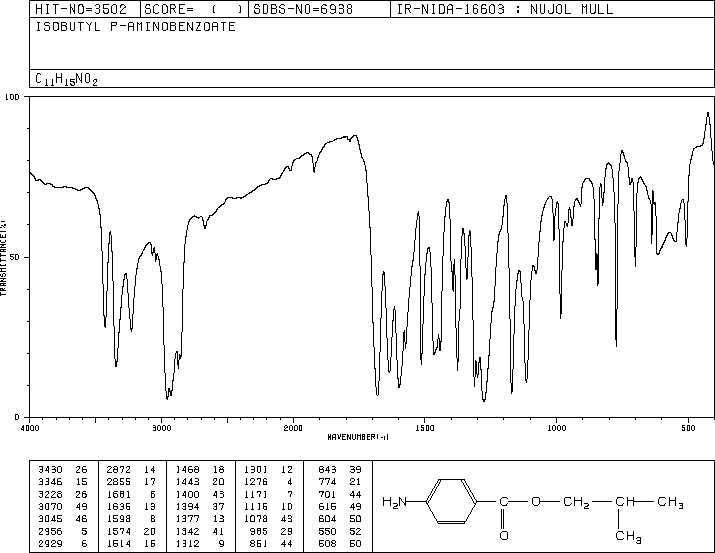 HIT-NO=3502 SCORE= ( ) SDBS-NO=6938 IR-NIDA-16603 : NUJOL MULL
ISOBUTYL P-AMINOBENZOATE
C11H15NO2
100
50
0
TRANSMITTANCE(%)
4000 3000 2000 1500 1000 500
WAVENUMBER(-1)
3430 26 2872 14 1468 18 1301 12 843 39
3346 15 2855 17 1443 20 1276 4 774 21
3228 26 1681 6 1400 43 1171 7 701 44
3070 49 1636 13 1394 37 1116 10 616 49
3045 46 1598 8 1377 13 1078 43 604 50
2956 5 1574 20 1342 41 985 29 550 52
2929 6 1514 16 1312 9 851 44 508 50
H2N C O CH2 CH CH3
O CH3